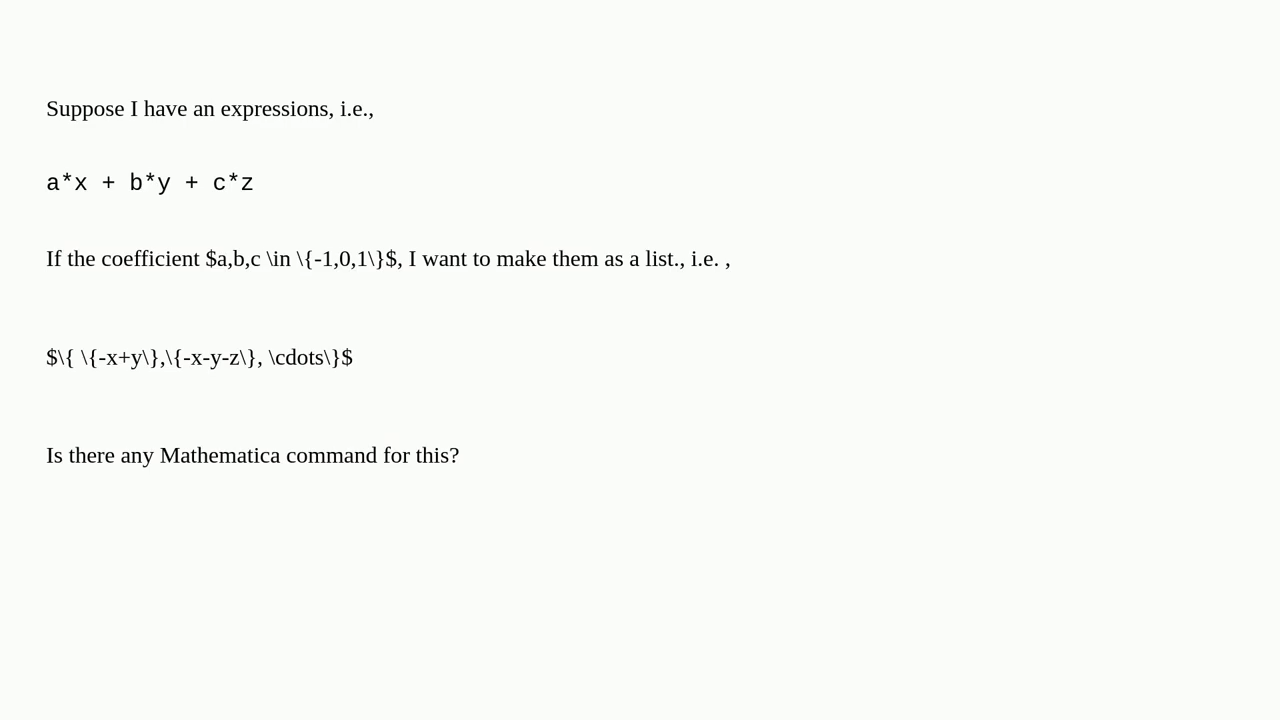 Suppose I have an expressions, i.e.,
a*x + b*y + c*z
If the coefficient $a,b,c \in \{-1,0,1\}$, I want to make them as a list., i.e. ,
$\{ \{-x+y\},\{-x-y-z\}, \cdots\}$
Is there any Mathematica command for this?